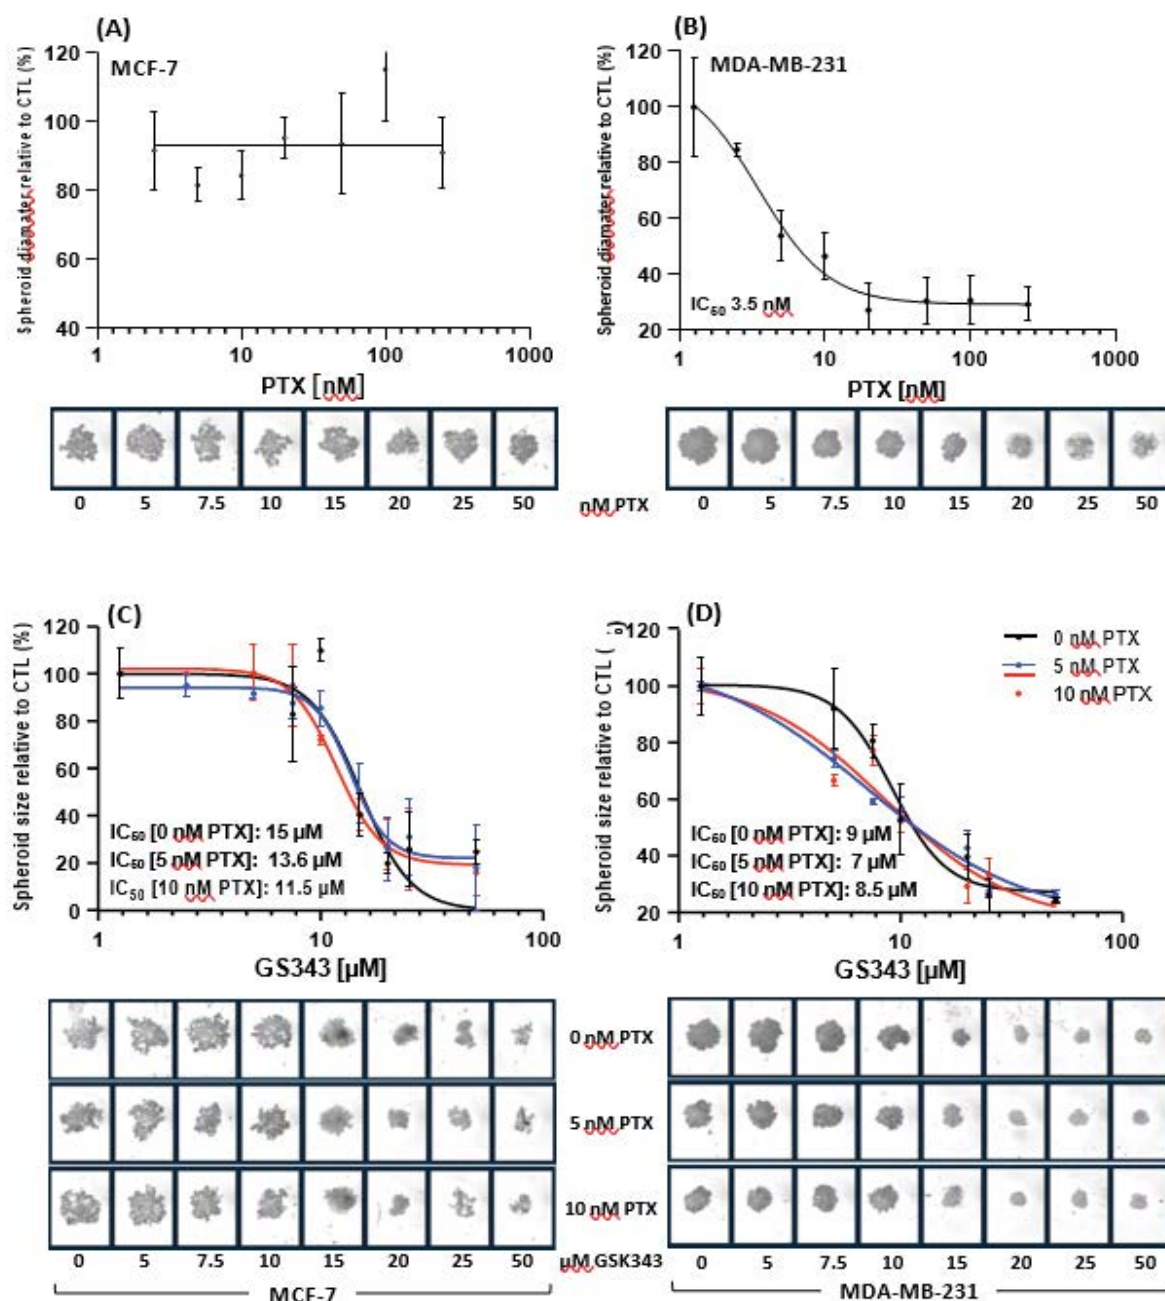 (A)
MCF-7
Spheroid diamater relative to CTL (%)
120
100
80
60
40
1
10
100
1000
PTX [nM]
0
5
7.5
10
15
20
25
50
(B)
MDA-MB-231
Spheroid diamater relative to CTL (%)
120
100
80
60
40
20
IC₅₀ 3.5 nM
1
10
100
1000
PTX [nM]
nM PTX
0
5
7.5
10
15
20
25
50
(C)
Spheroid size relative to CTL (%)
120
100
80
60
40
20
0
IC₅₀ [0 nM PTX]: 15 µM
IC₅₀ [5 nM PTX]: 13.6 µM
IC₅₀ [10 nM PTX]: 11.5 µM
1
10
100
GS343 [µM]
(D)
Spheroid size relative to CTL (
120
100
80
60
40
20
0 nM PTX
5 nM PTX
10 nM PTX
IC₅₀ [0 nM PTX]: 9 µM
IC₅₀ [5 nM PTX]: 7 µM
IC₅₀ [10 nM PTX]: 8.5 µM
1
10
100
GS343 [µM]
0 nM PTX
5 nM PTX
10 nM PTX
0
5
7.5
10
15
20
25
50
µM GSK343
0
5
7.5
10
15
20
25
50
MCF-7
MDA-MB-231